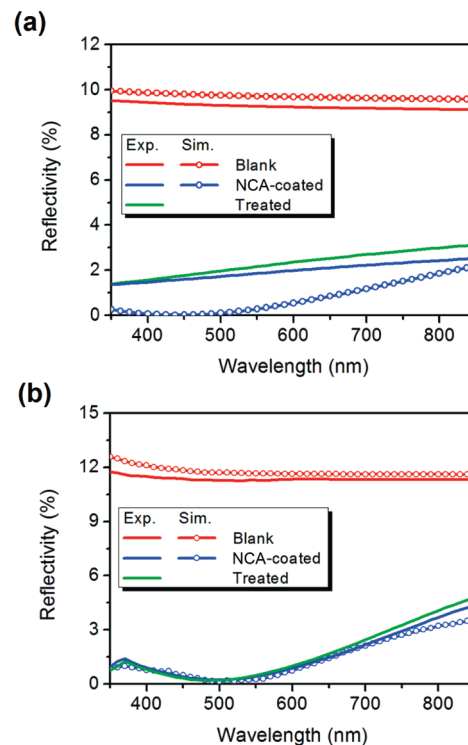 (a)
12
10
8
6
4
2
0
Reflectivity (%)
Exp. Sim.
Blank
NCA-coated
Treated
400 500 600 700 800
Wavelength (nm)
(b)
15
12
9
6
3
0
Reflectivity (%)
Exp. Sim.
Blank
NCA-coated
Treated
400 500 600 700 800
Wavelength (nm)